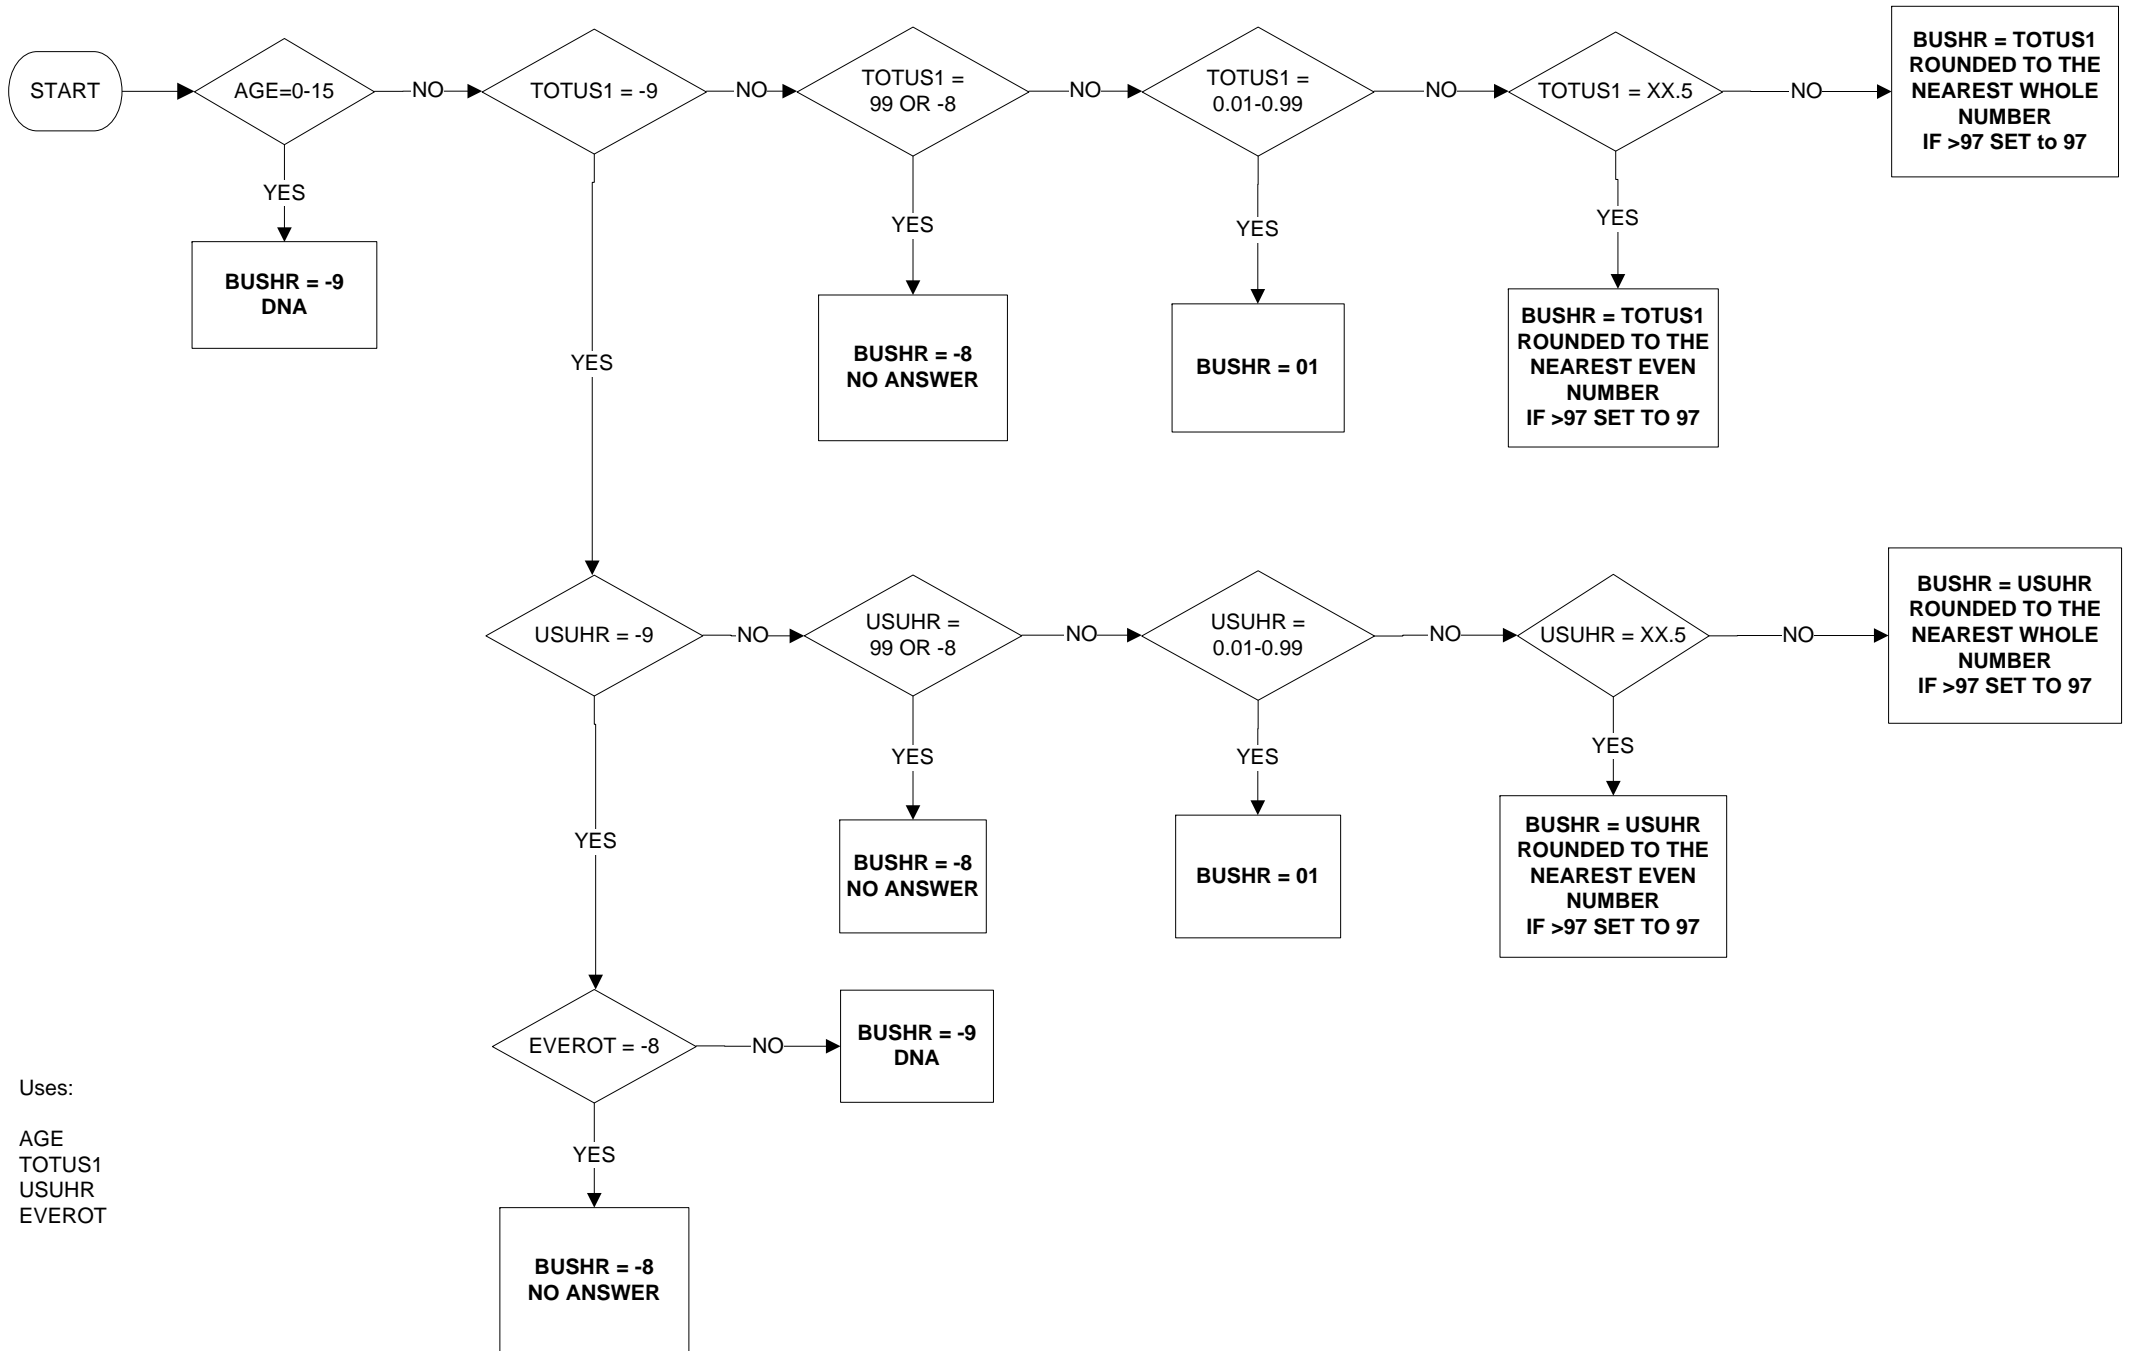 START
AGE=0-15
NO
TOTUS1 = -9
NO
TOTUS1 =
99 OR -8
NO
TOTUS1 =
0.01-0.99
NO
TOTUS1 = XX.5
NO
BUSHR = TOTUS1
ROUNDED TO THE
NEAREST WHOLE
NUMBER
IF >97 SET to 97
YES
BUSHR = -9
DNA
YES
YES
BUSHR = -8
NO ANSWER
YES
BUSHR = 01
YES
BUSHR = TOTUS1
ROUNDED TO THE
NEAREST EVEN
NUMBER
IF >97 SET TO 97
USUHR = -9
NO
USUHR =
99 OR -8
NO
USUHR =
0.01-0.99
NO
USUHR = XX.5
NO
BUSHR = USUHR
ROUNDED TO THE
NEAREST WHOLE
NUMBER
IF >97 SET TO 97
YES
YES
BUSHR = -8
NO ANSWER
YES
BUSHR = 01
YES
BUSHR = USUHR
ROUNDED TO THE
NEAREST EVEN
NUMBER
IF >97 SET TO 97
EVEROT = -8
NO
BUSHR = -9
DNA
YES
BUSHR = -8
NO ANSWER
Uses:
AGE
TOTUS1
USUHR
EVEROT